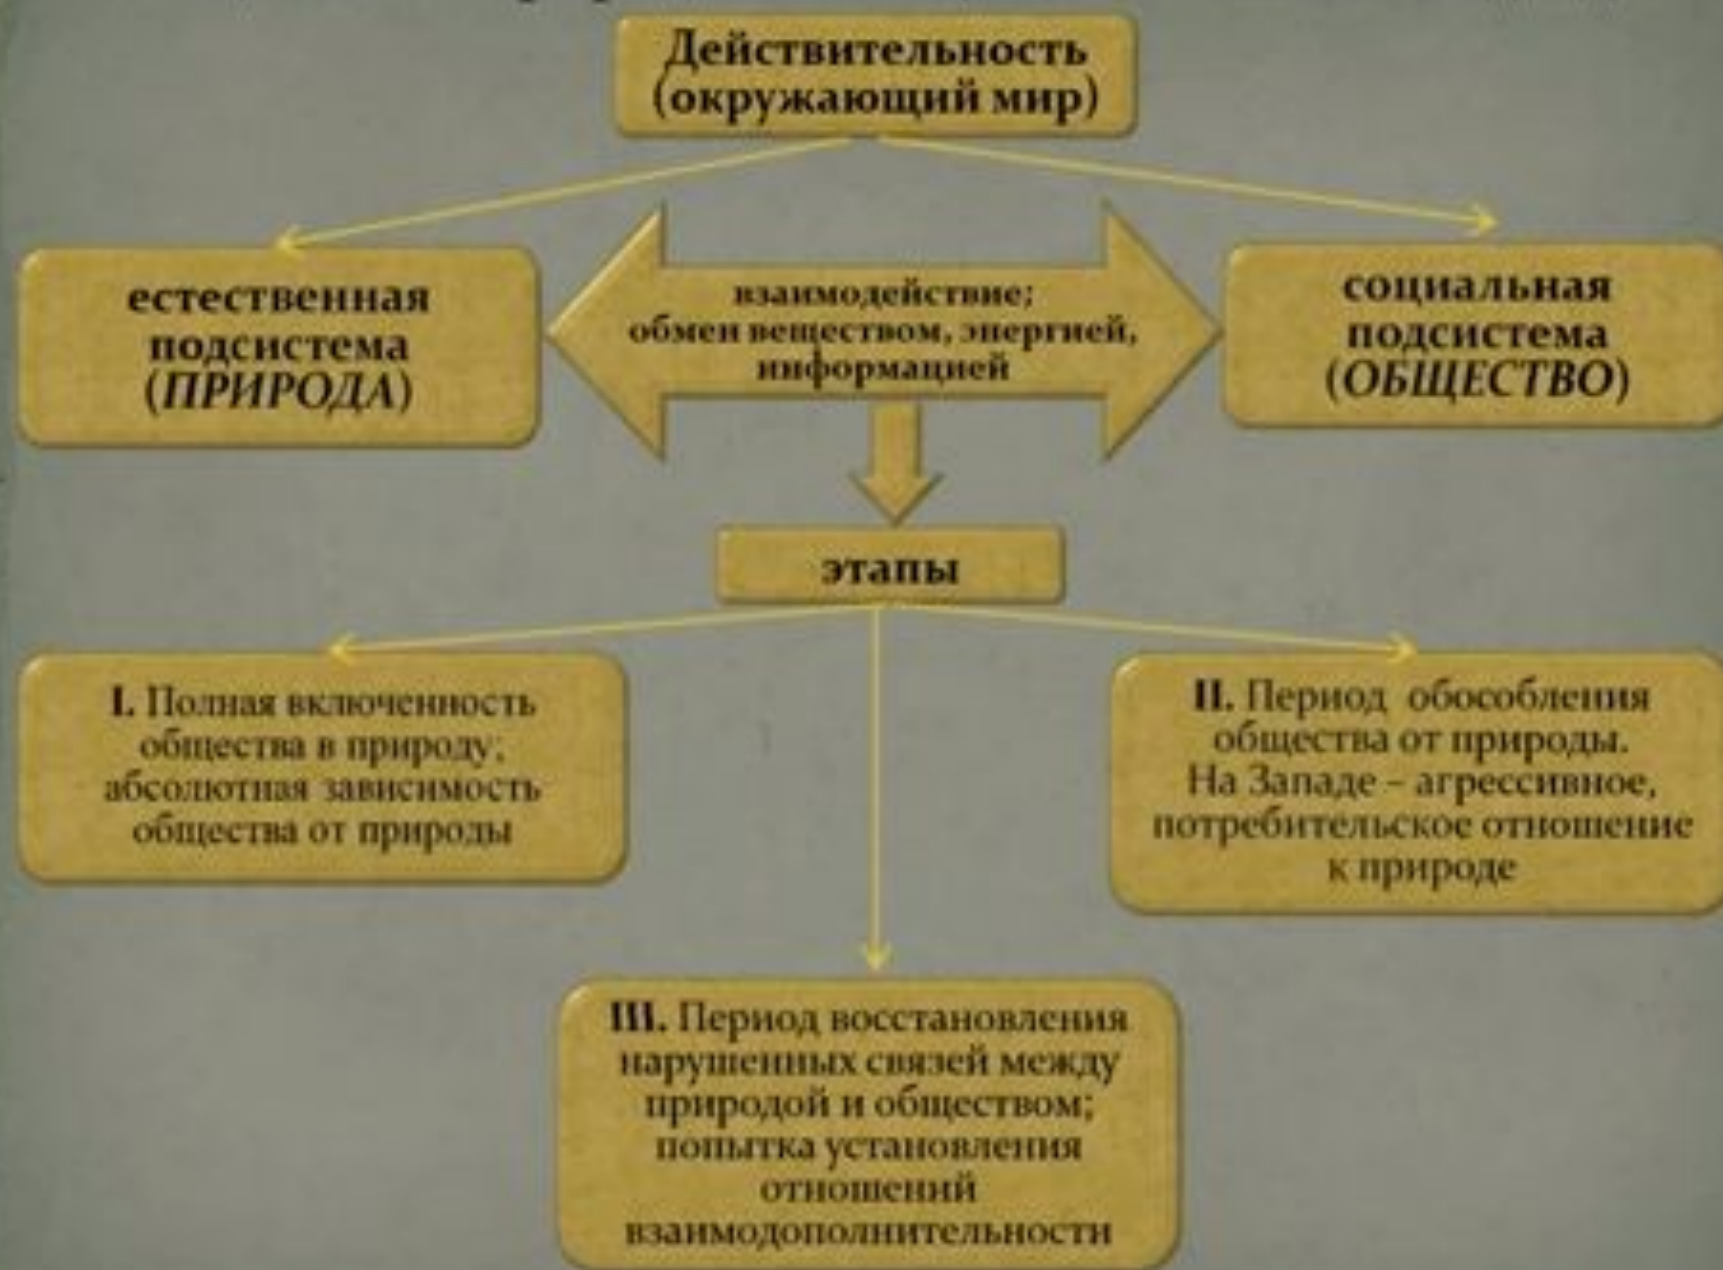 Действительность
(окружающий мир)
естественная
подсистема
(ПРИРОДА)
взаимодействие;
обмен веществом, энергией,
информацией
социальная
подсистема
(ОБЩЕСТВО)
этапы
I. Полная включенность
общества в природу;
абсолютная зависимость
общества от природы
II. Период обособления
общества от природы.
На Западе – агрессивное,
потребительское отношение
к природе
III. Период восстановления
нарушенных связей между
природой и обществом;
попытка установления
отношений
взаимодополнительности